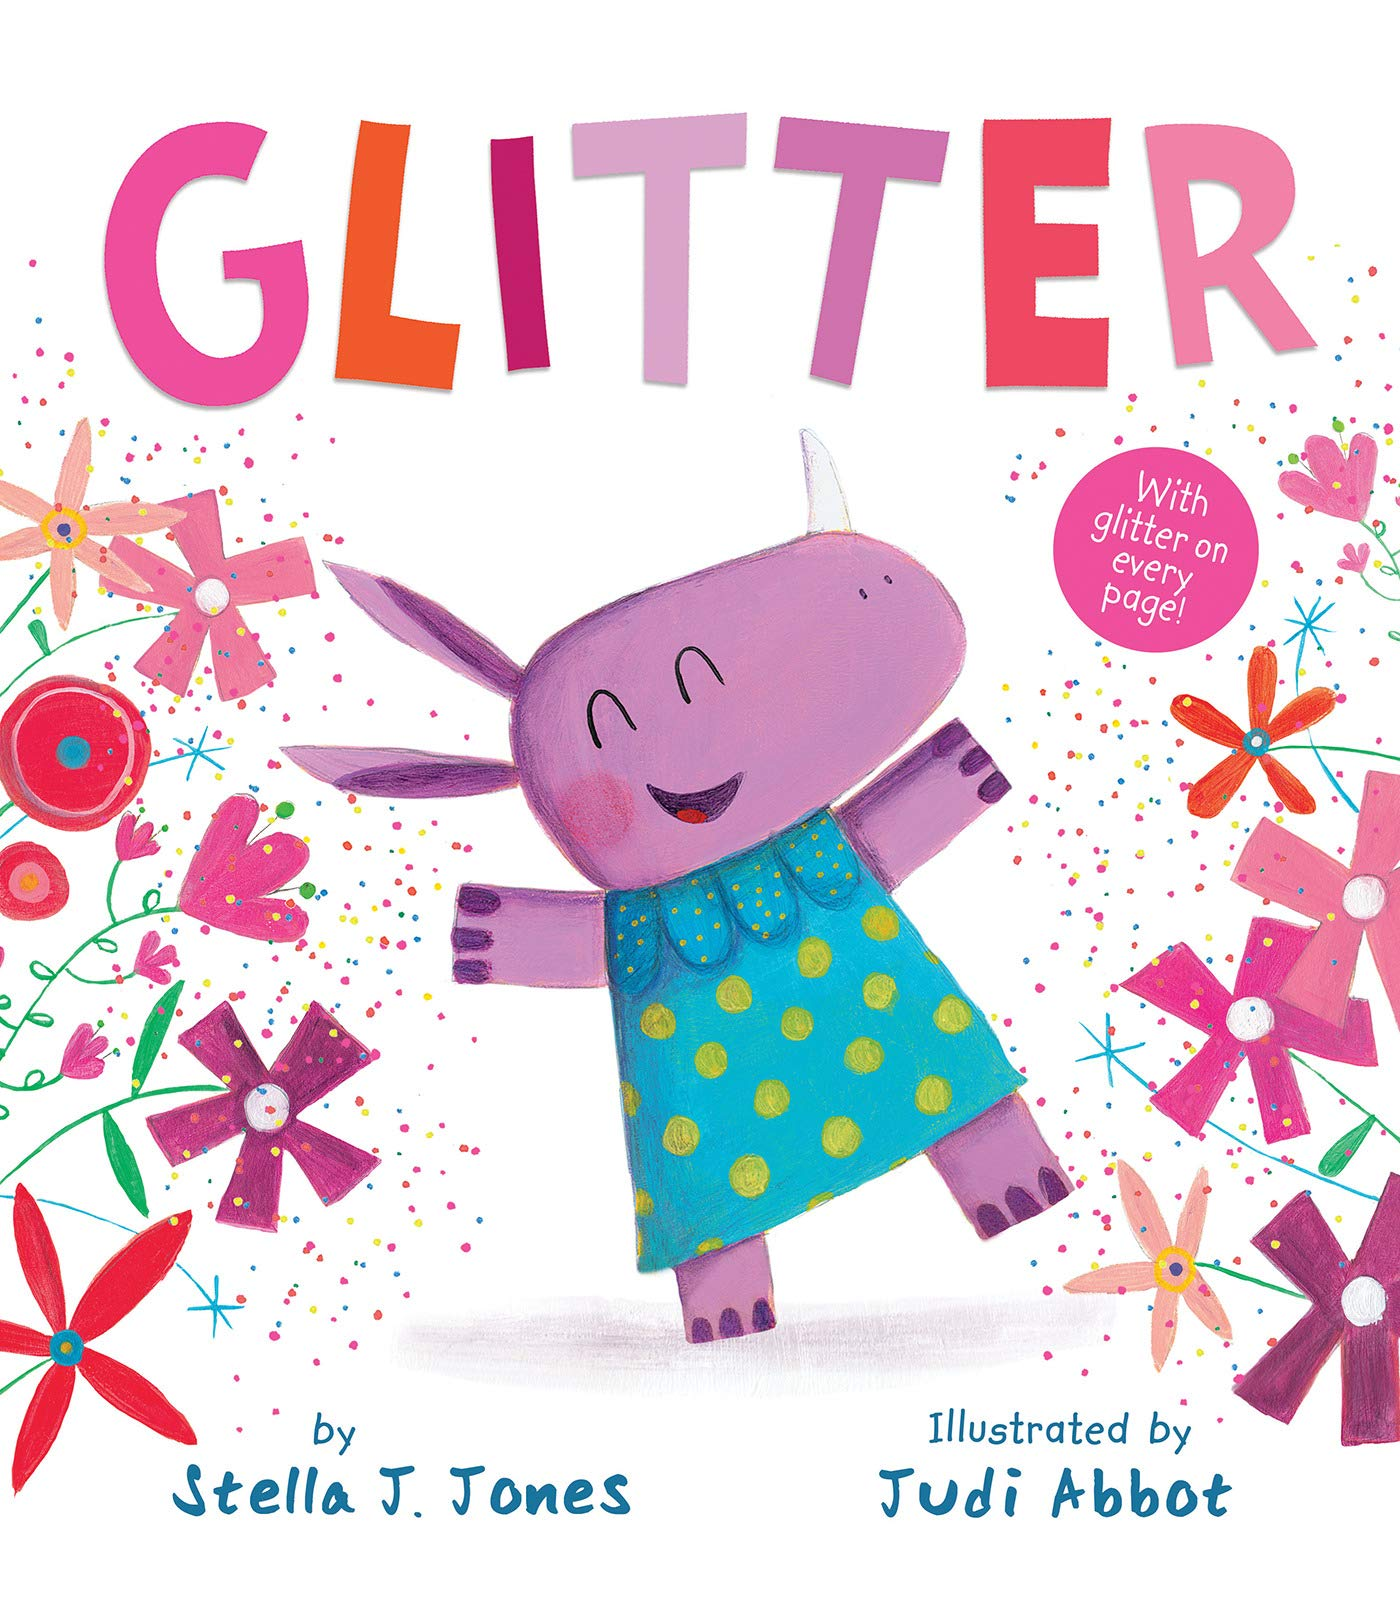 GLITTER
With
glitter on
every
page!
by
Stella J. Jones
Illustrated by
Judi Abbot